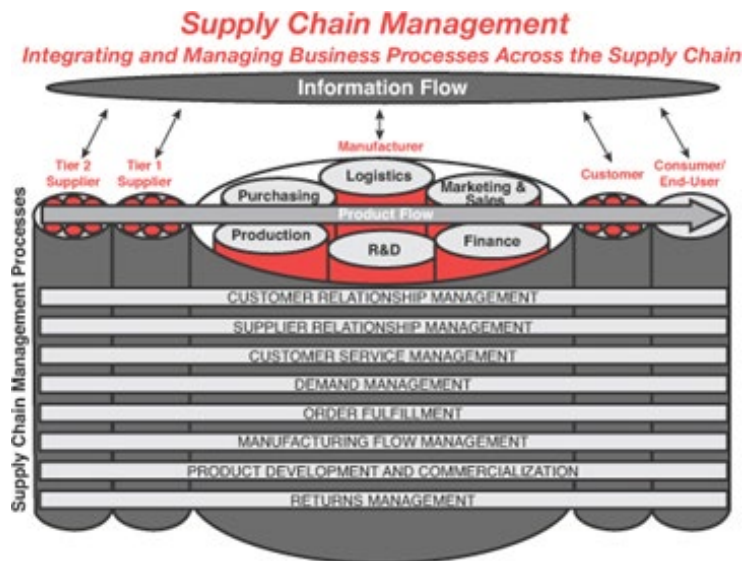 Supply Chain Management
Integrating and Managing Business Processes Across the Supply Chain
Information Flow
Tier 2
Supplier
Tier 1
Supplier
Manufacturer
Customer
Consumer/
End-User
Logistics
Purchasing
Marketing &
Sales
Product Flow
Production
R&D
Finance
Supply Chain Management Processes
CUSTOMER RELATIONSHIP MANAGEMENT
SUPPLIER RELATIONSHIP MANAGEMENT
CUSTOMER SERVICE MANAGEMENT
DEMAND MANAGEMENT
ORDER FULFILLMENT
MANUFACTURING FLOW MANAGEMENT
PRODUCT DEVELOPMENT AND COMMERCIALIZATION
RETURNS MANAGEMENT